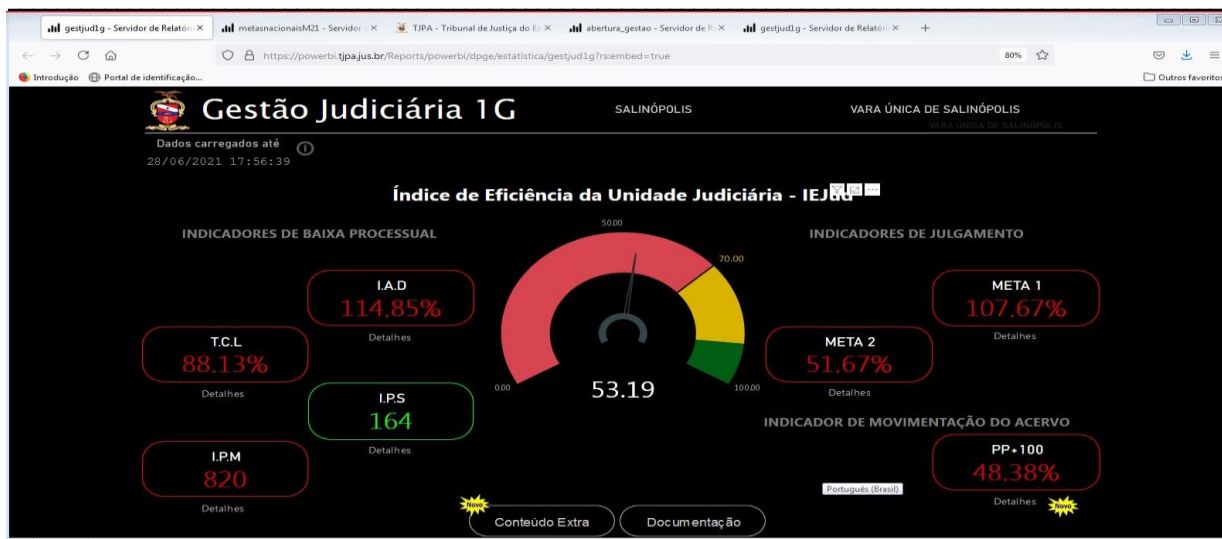 gestjud1g - Servidor de Relatóri
metasnacionaisM21 - Servidor
TJPA - Tribunal de Justiça do Es
abertura_gestao - Servidor de R
gestjud1g - Servidor de Relatóri
https://powerbi.tjpa.jus.br/Reports/powerbi/dpge/estatística/gestjud1g?rs:embed=true
80%
Introdução
Portal de identificação...
Outros favoritos
Gestão Judiciária 1G
SALINÓPOLIS
VARA ÚNICA DE SALINÓPOLIS
VARA ÚNICA DE SALINÓPOLIS
Dados carregados até
28/06/2021 17:56:39
Índice de Eficiência da Unidade Judiciária - IEJud
INDICADORES DE BAIXA PROCESSUAL
I.A.D
114,85%
Detalhes
T.C.L
88,13%
Detalhes
I.P.S
164
Detalhes
I.P.M
820
Detalhes
50,00
70.00
0,00
53.19
100,00
INDICADORES DE JULGAMENTO
META 1
107,67%
Detalhes
META 2
51,67%
Detalhes
INDICADOR DE MOVIMENTAÇÃO DO ACERVO
PP+100
48,38%
Detalhes
Novo
Português (Brasil)
Novo
Conteúdo Extra
Documentação